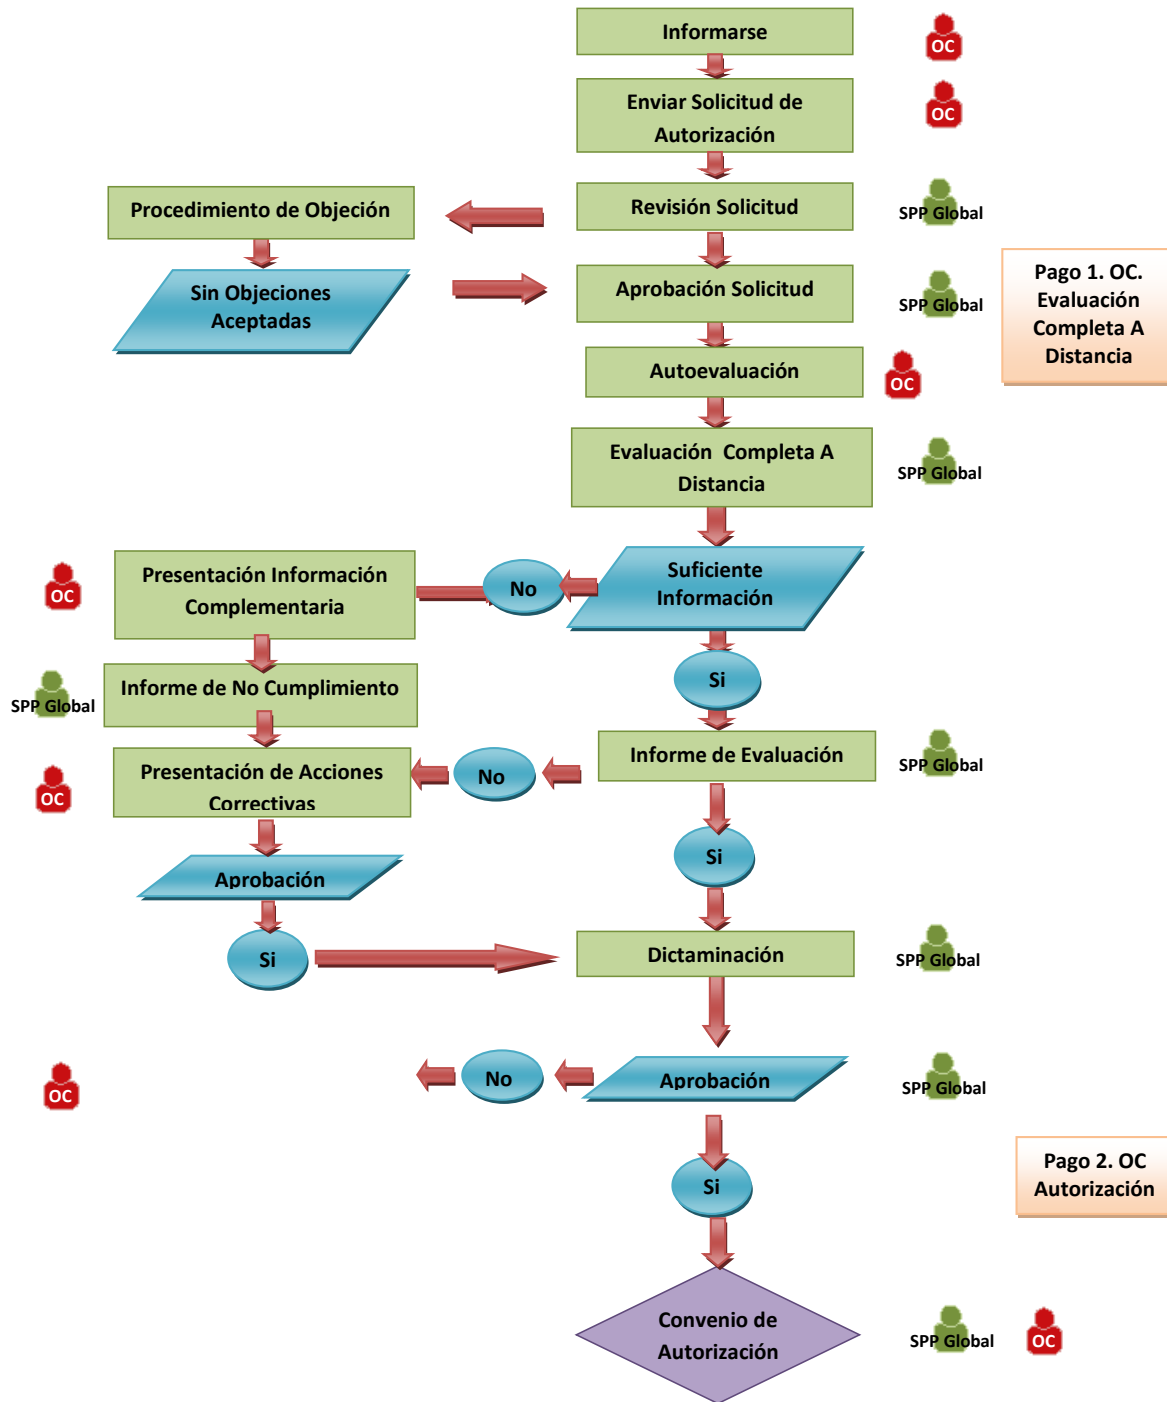 Informarse
OC
Enviar Solicitud de
Autorización
OC
Procedimiento de Objeción
Revisión Solicitud
SPP Global
Sin Objeciones
Aceptadas
Aprobación Solicitud
SPP Global
Pago 1. OC.
Evaluación
Completa A
Distancia
Autoevaluación
OC
Evaluación Completa A
Distancia
SPP Global
OC
Presentación Información
Complementaria
No
Suficiente
Información
SPP Global
Informe de No Cumplimiento
Si
OC
Presentación de Acciones
Correctivas
No
Informe de Evaluación
SPP Global
Aprobación
Si
Si
Dictaminación
SPP Global
OC
No
Aprobación
SPP Global
Si
Pago 2. OC
Autorización
Convenio de
Autorización
SPP Global
OC